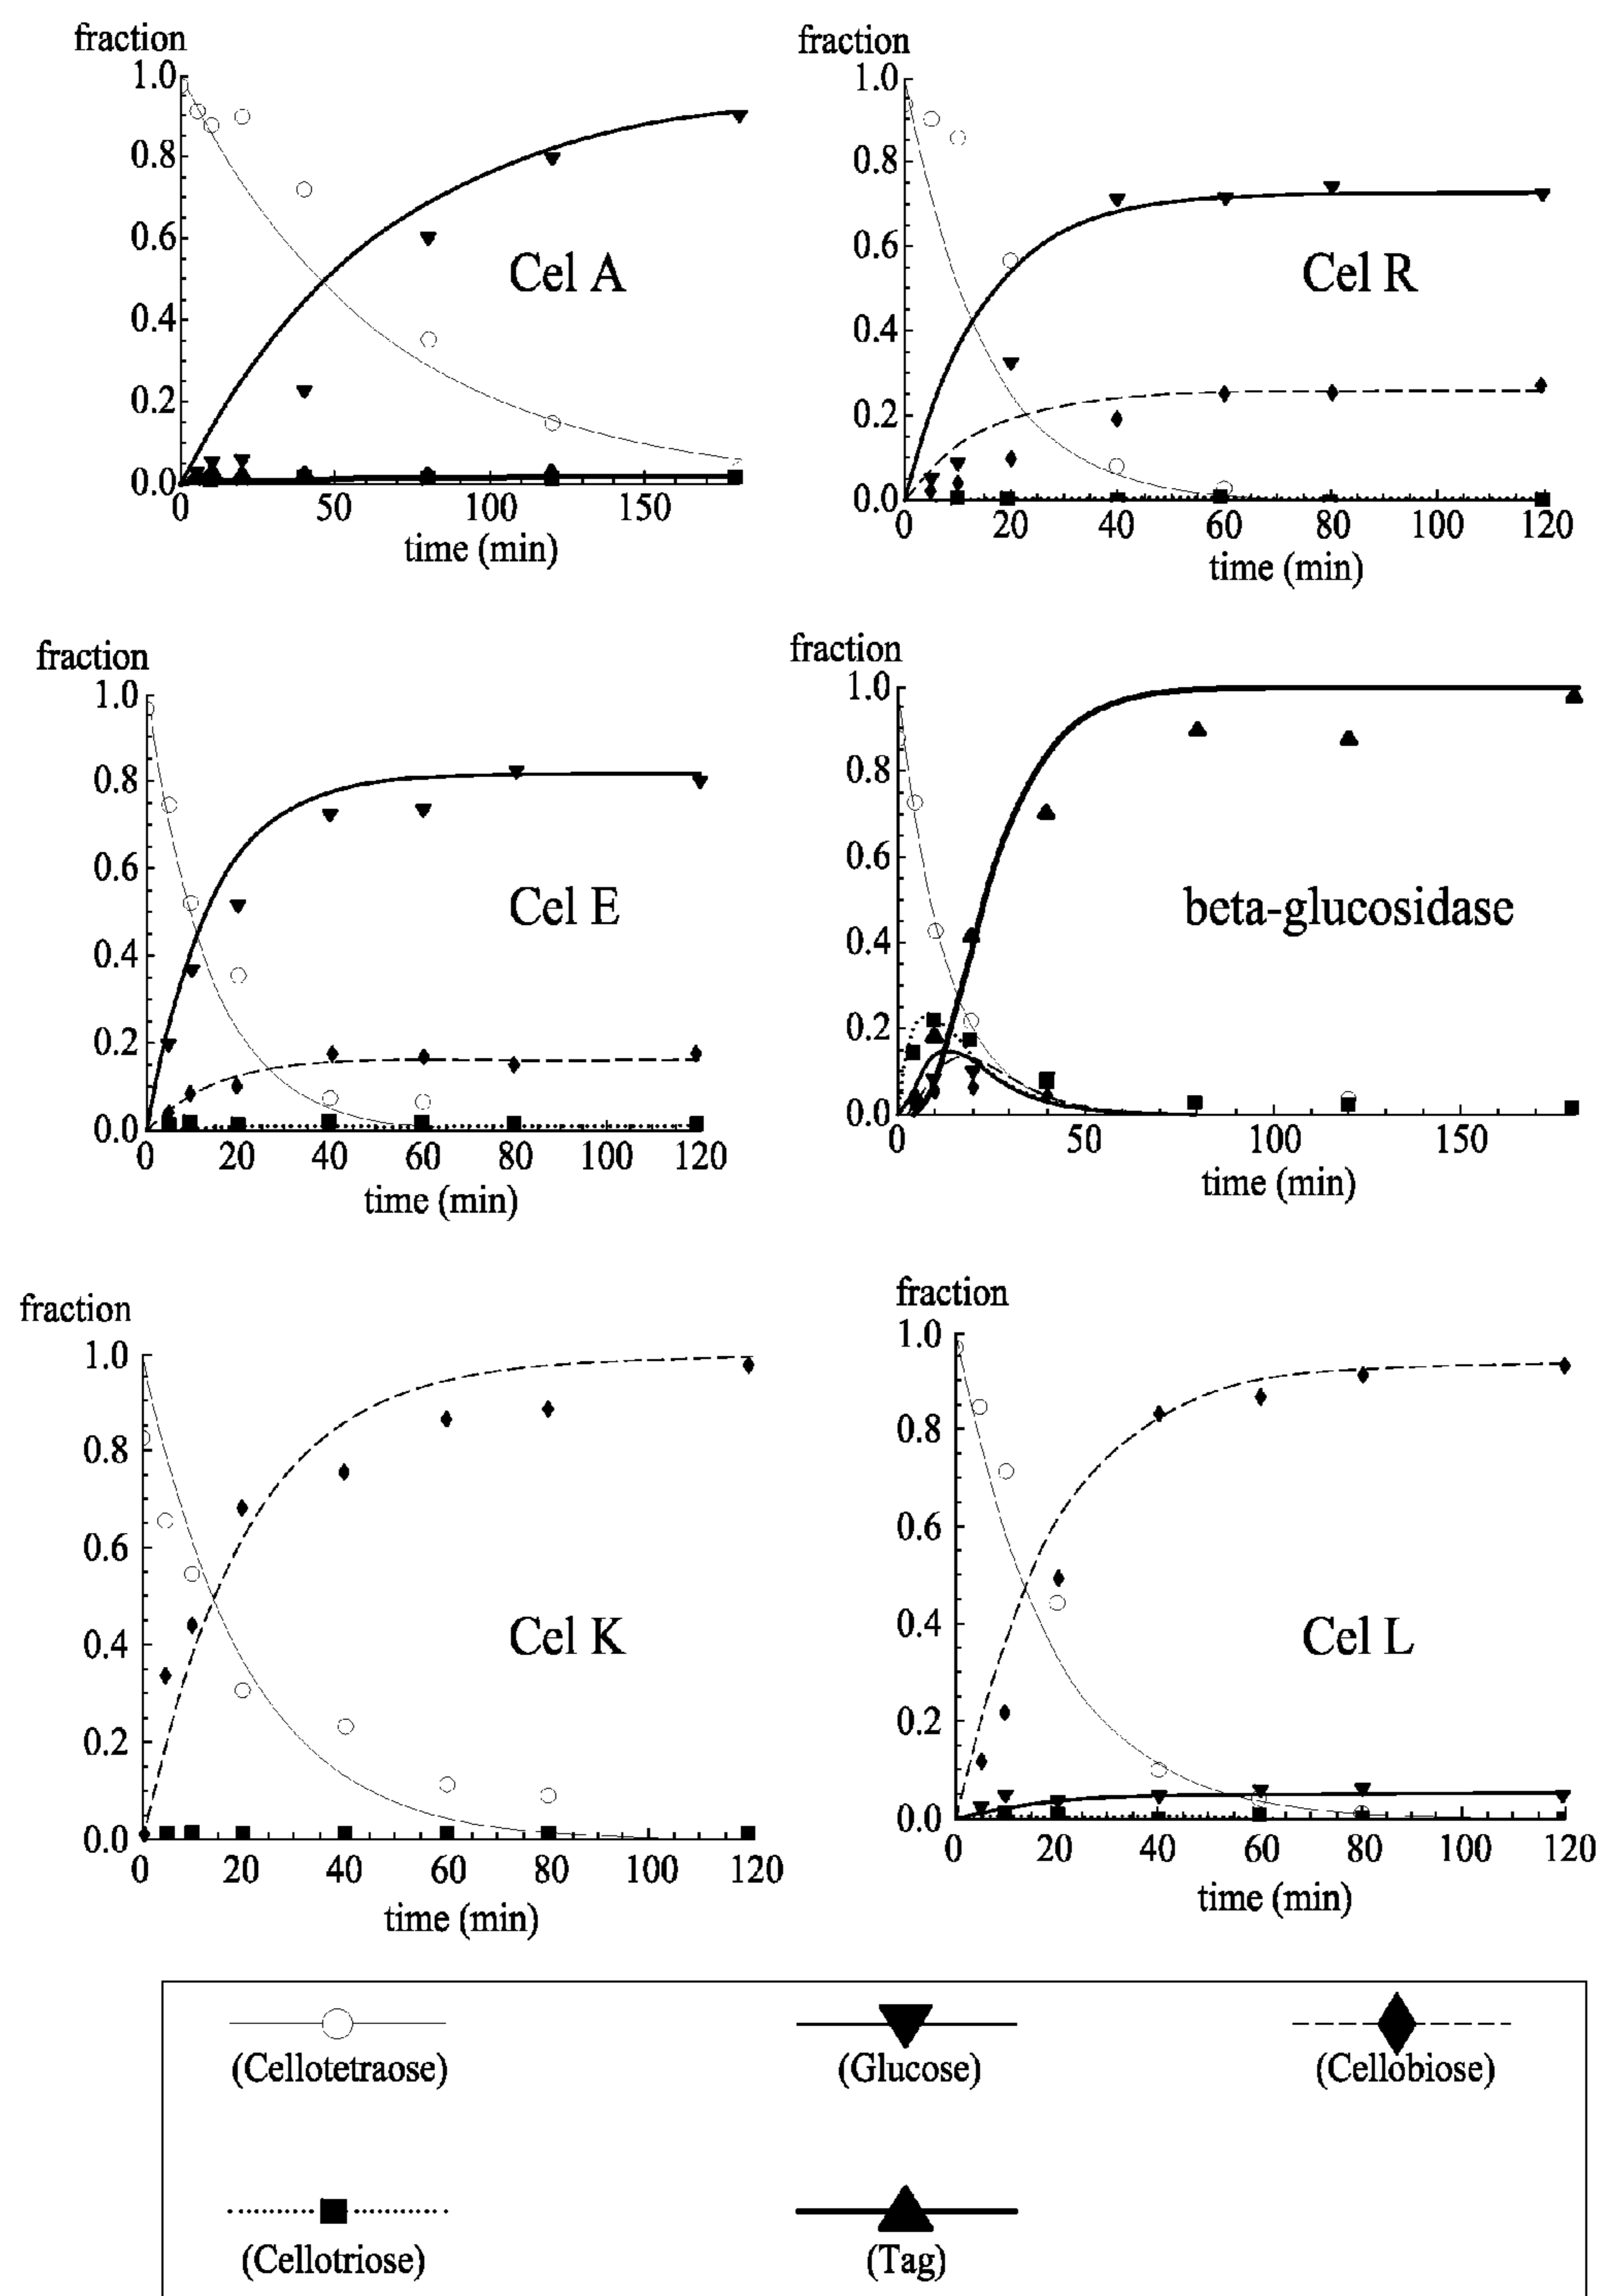 fraction
1.0
0.8
0.6
0.4
0.2
0.0
0 50 100 150
time (min)
Cel A
fraction
1.0
0.8
0.6
0.4
0.2
0.0
0 20 40 60 80 100 120
time (min)
Cel R
fraction
1.0
0.8
0.6
0.4
0.2
0.0
0 20 40 60 80 100 120
time (min)
Cel E
fraction
1.0
0.8
0.6
0.4
0.2
0.0
0 50 100 150
time (min)
beta-glucosidase
fraction
1.0
0.8
0.6
0.4
0.2
0.0
0 20 40 60 80 100 120
time (min)
Cel K
fraction
1.0
0.8
0.6
0.4
0.2
0.0
0 20 40 60 80 100 120
time (min)
Cel L
(Cellotetraose) (Glucose) (Cellobiose)
(Cellotriose) (Tag)